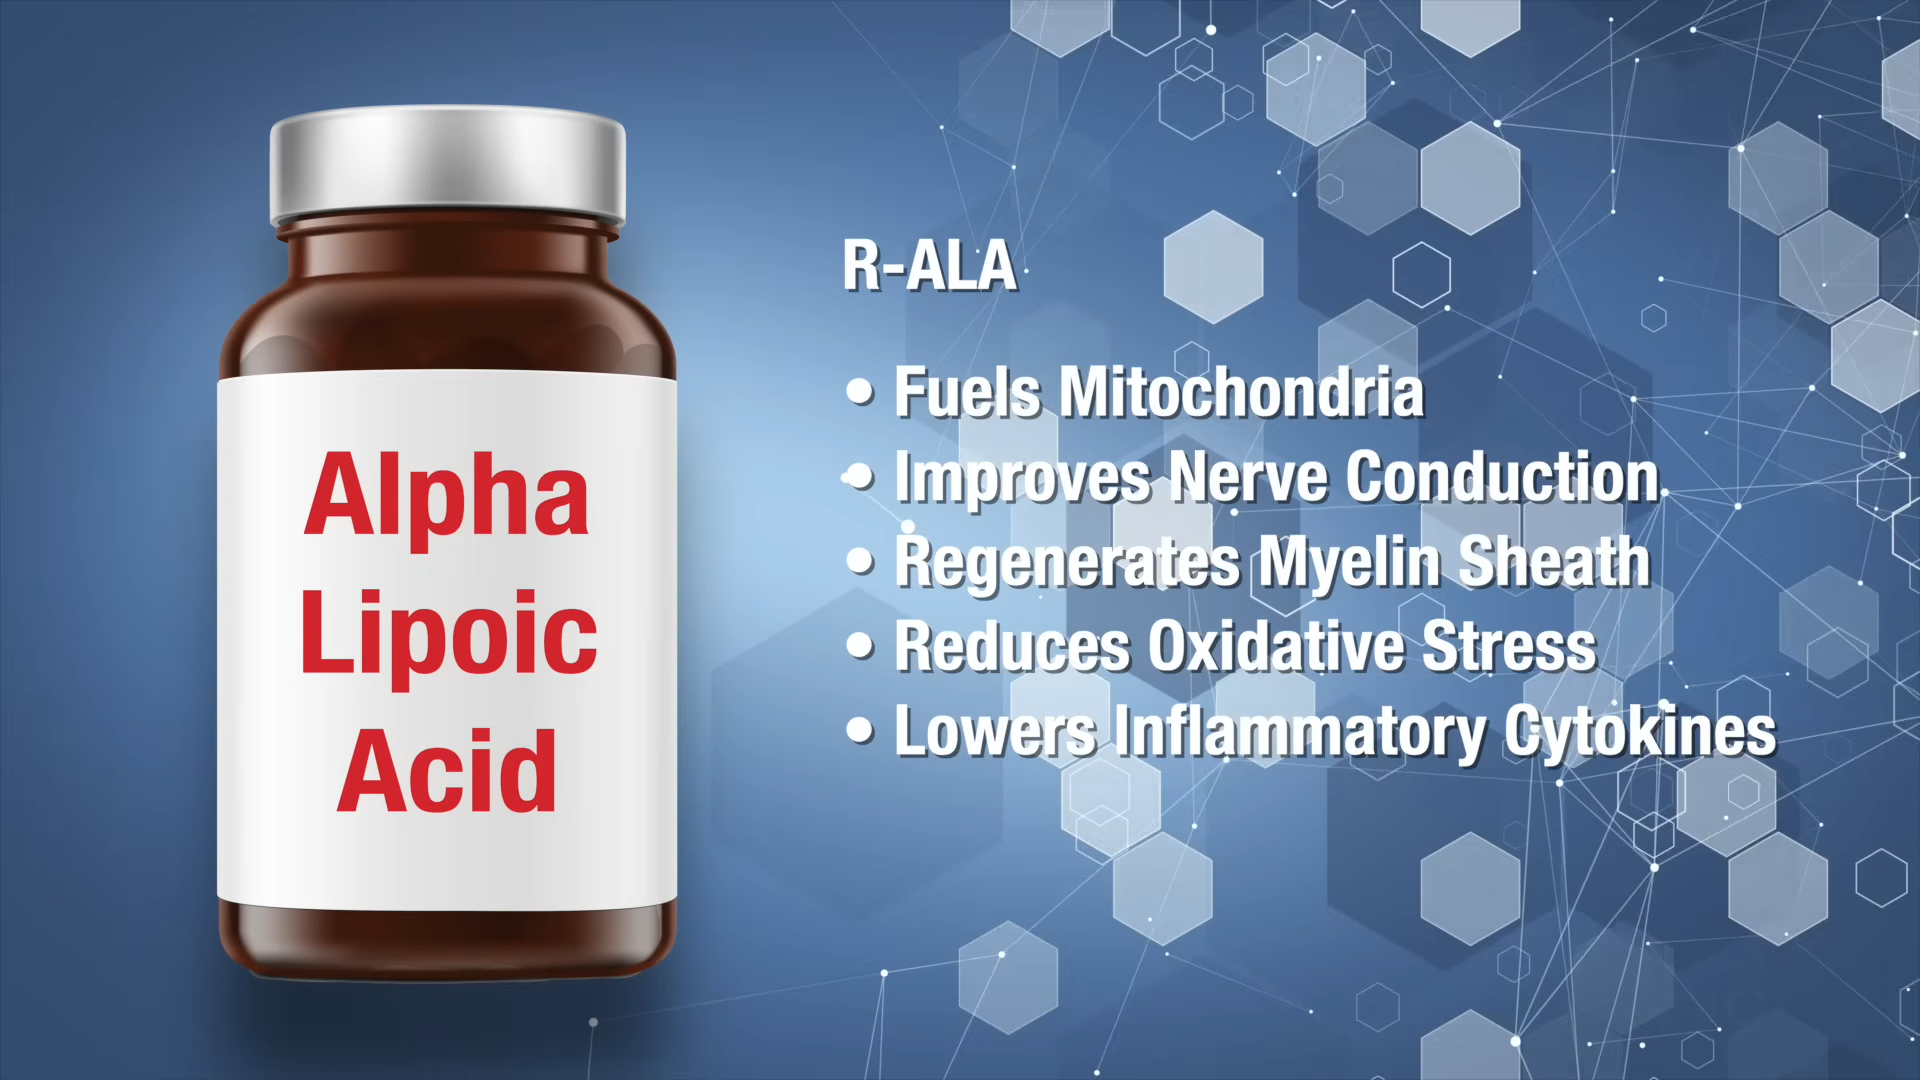 Alpha
Lipoic
Acid
R-ALA
• Fuels Mitochondria
• Improves Nerve Conduction
• Regenerates Myelin Sheath
• Reduces Oxidative Stress
• Lowers Inflammatory Cytokines